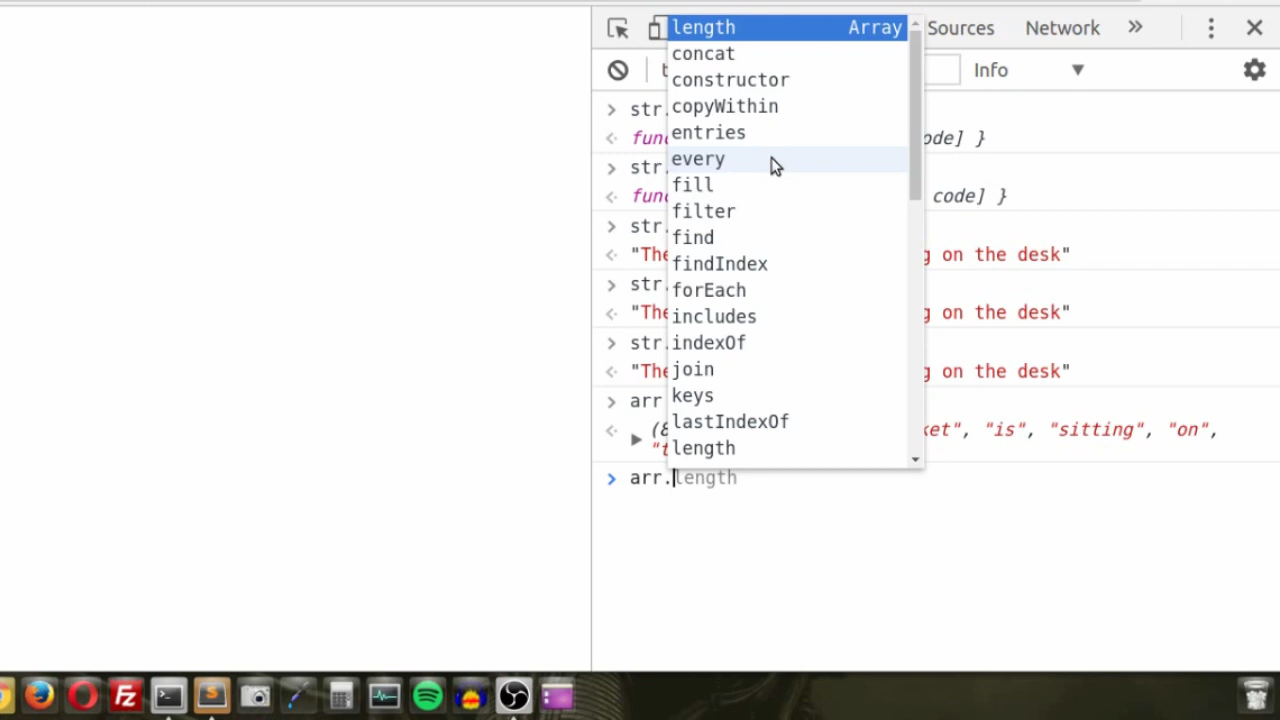 length Array Sources Network »
concat
constructor Info
copyWithin
str.
entries
func ode] }
every
str.
fill
func code] }
filter
str.
find
"The g on the desk"
findIndex
str.
forEach
"The g on the desk"
includes
str.
indexOf
"The g on the desk"
join
keys
arr
lastIndexOf
(8 ket", "is", "sitting", "on",
length
"t
arr.length
Fz
S